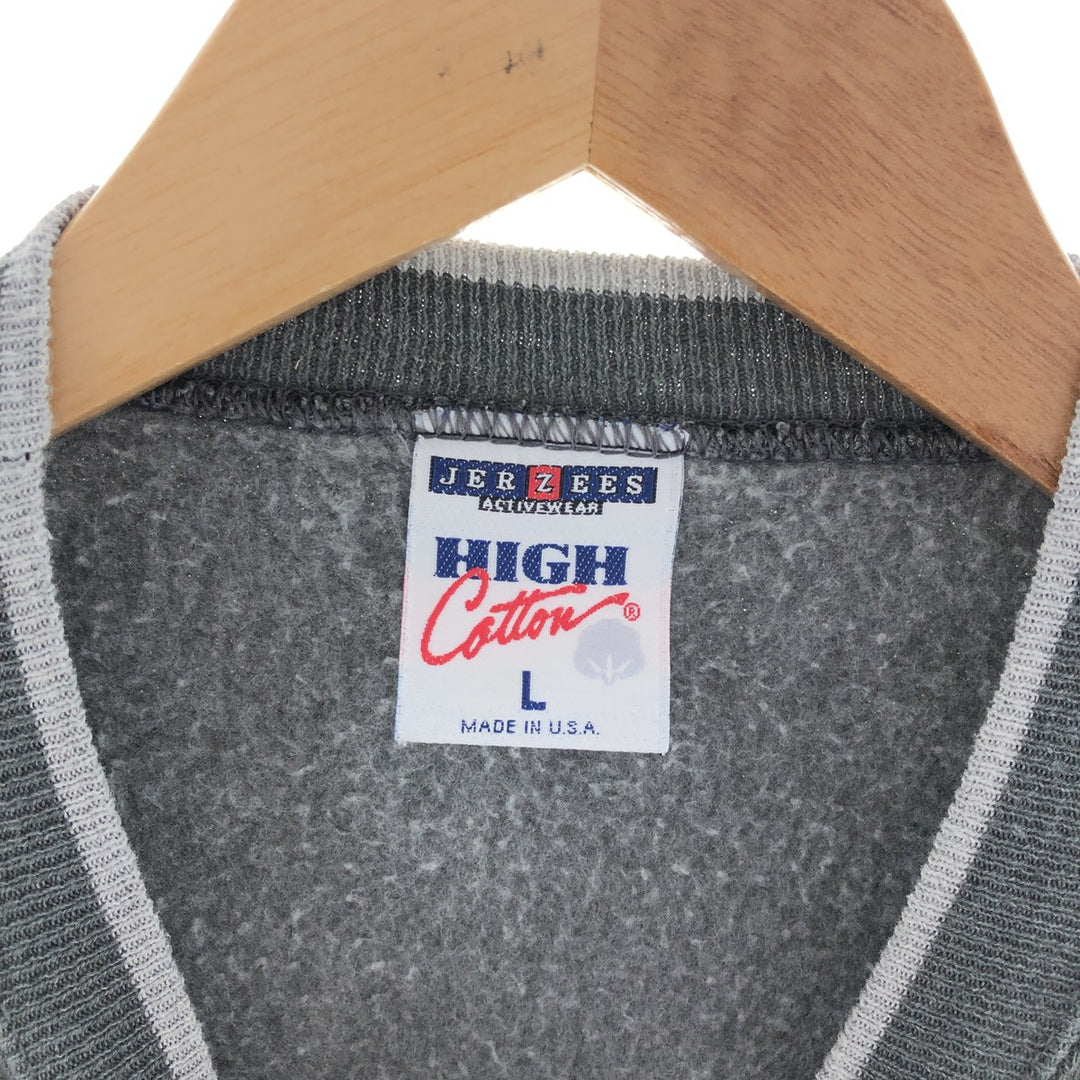 JERZEES
ACTIVEWEAR
HIGH
Cotton®
L
MADE IN U.S.A.